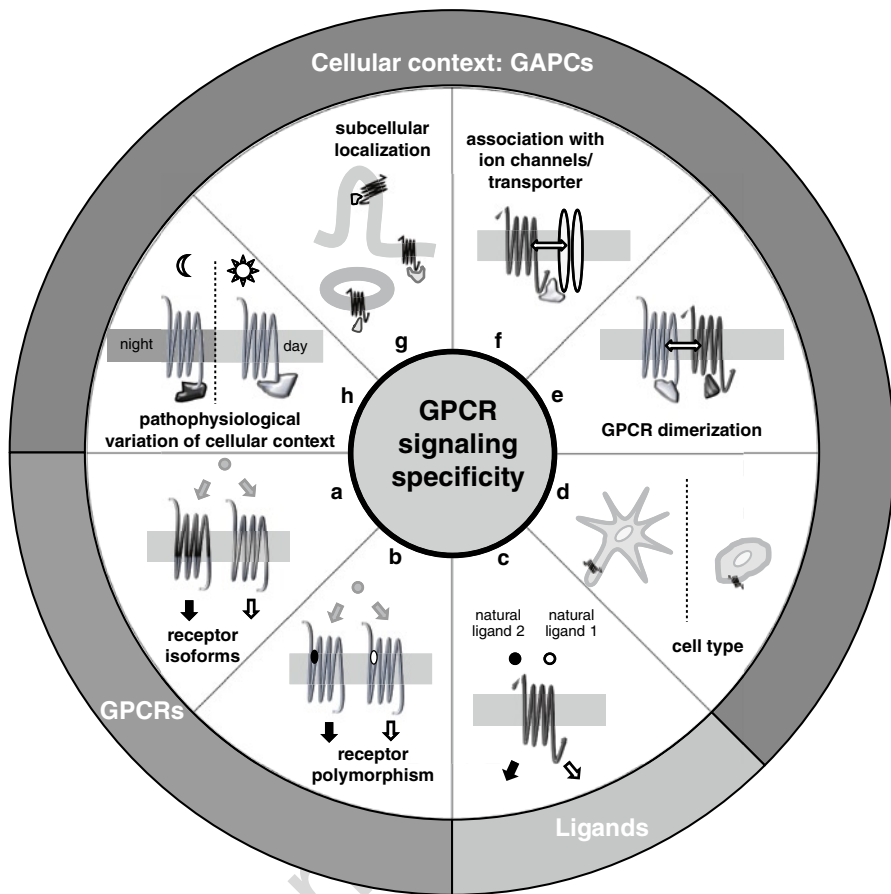 Cellular context: GAPCs
subcellular
localization
association with
ion channels/
transporter
night
day
g
f
h
e
pathophysiological
variation of cellular context
GPCR
signaling
specificity
GPCR dimerization
a
d
b
c
receptor
isoforms
natural
ligand 2
natural
ligand 1
cell type
GPCRs
receptor
polymorphism
Ligands